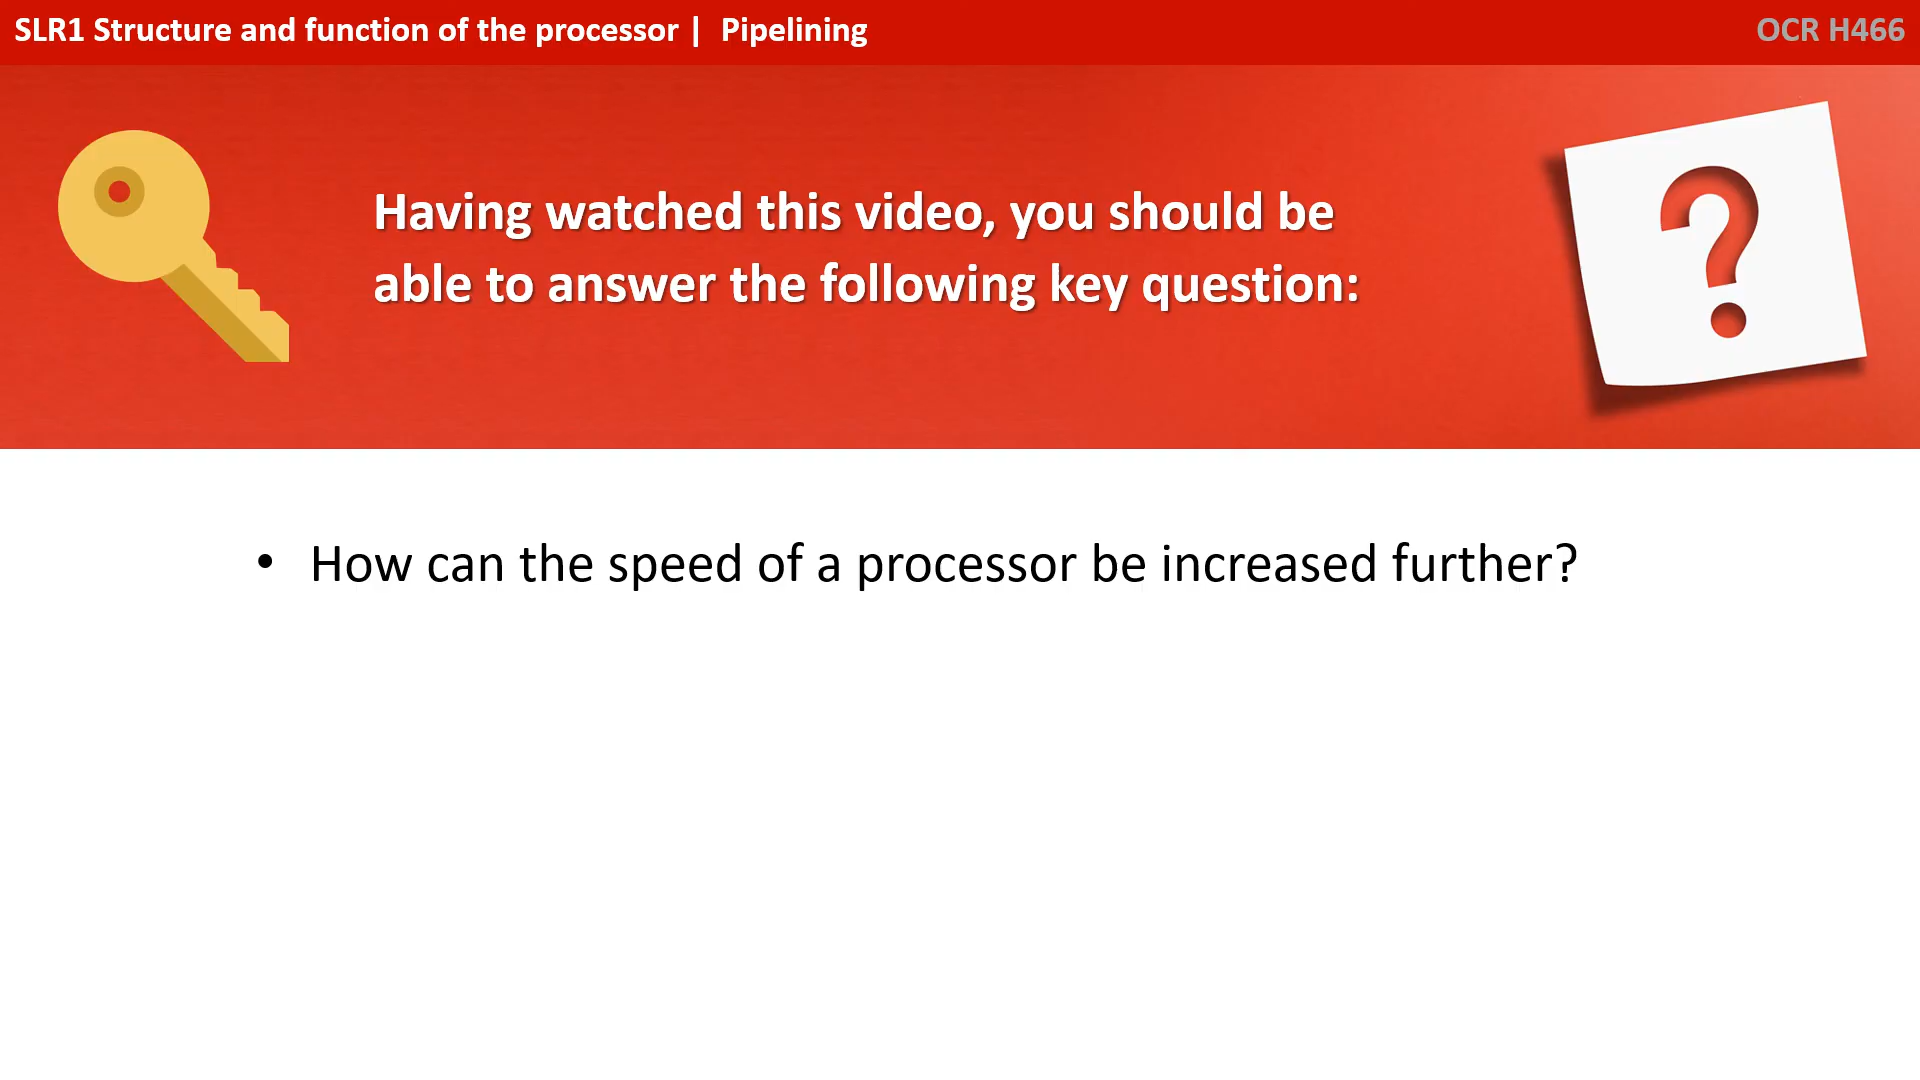 SLR1 Structure and function of the processor | Pipelining
OCR H466
Having watched this video, you should be
able to answer the following key question:
?
• How can the speed of a processor be increased further?